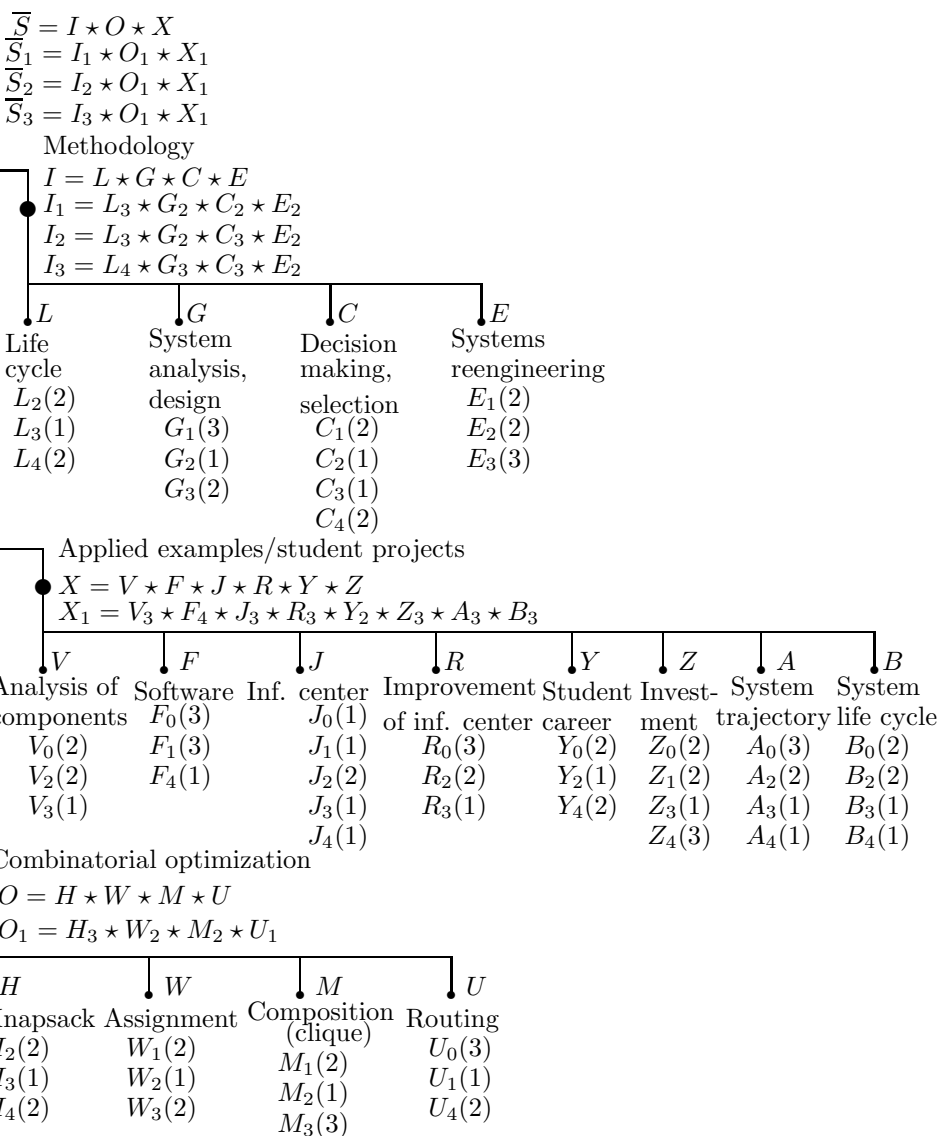 S̅ = I ⋆ O ⋆ X
S̅₁ = I₁ ⋆ O₁ ⋆ X₁
S̅₂ = I₂ ⋆ O₁ ⋆ X₁
S̅₃ = I₃ ⋆ O₁ ⋆ X₁
Methodology
I = L ⋆ G ⋆ C ⋆ E
I₁ = L₃ ⋆ G₂ ⋆ C₂ ⋆ E₂
I₂ = L₃ ⋆ G₂ ⋆ C₃ ⋆ E₂
I₃ = L₄ ⋆ G₃ ⋆ C₃ ⋆ E₂
L G C E
Life System Decision Systems
cycle analysis, making, reengineering
L₂(2) design selection E₁(2)
L₃(1) G₁(3) C₁(2) E₂(2)
L₄(2) G₂(1) C₂(1) E₃(3)
G₃(2) C₃(1)
C₄(2)
Applied examples/student projects
X = V ⋆ F ⋆ J ⋆ R ⋆ Y ⋆ Z
X₁ = V₃ ⋆ F₄ ⋆ J₃ ⋆ R₃ ⋆ Y₂ ⋆ Z₃ ⋆ A₃ ⋆ B₃
V F J R Y Z A B
Analysis of Software Inf. center Improvement Student Invest- System System
components F₀(3) J₀(1) of inf. center career ment trajectory life cycle
V₀(2) F₁(3) J₁(1) R₀(3) Y₀(2) Z₀(2) A₀(3) B₀(2)
V₂(2) F₄(1) J₂(2) R₂(2) Y₂(1) Z₁(2) A₂(2) B₂(2)
V₃(1) J₃(1) R₃(1) Y₄(2) Z₃(1) A₃(1) B₃(1)
J₄(1) Z₄(3) A₄(1) B₄(1)
Combinatorial optimization
O = H ⋆ W ⋆ M ⋆ U
O₁ = H₃ ⋆ W₂ ⋆ M₂ ⋆ U₁
H W M U
Knapsack Assignment Composition Routing
(clique)
H₂(2) W₁(2) M₁(2) U₀(3)
H₃(1) W₂(1) M₂(1) U₁(1)
H₄(2) W₃(2) M₃(3) U₄(2)